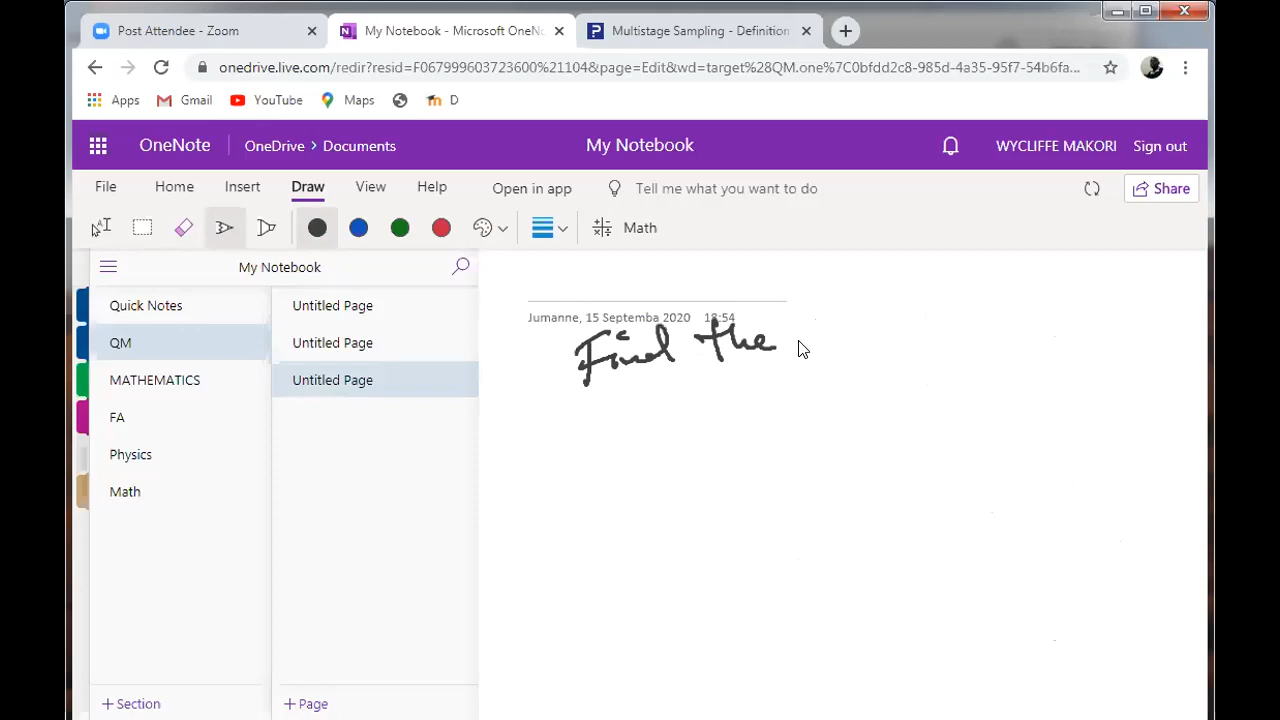 Post Attendee - Zoom
My Notebook - Microsoft OneNo
Multistage Sampling - Definition
onedrive.live.com/redir?resid=F067999603723600%21104&page=Edit&wd=target%28QM.one%7C0bfdd2c8-985d-4a35-95f7-54b6fa...
Apps Gmail YouTube Maps D
OneNote OneDrive > Documents My Notebook WYCLIFFE MAKORI Sign out
File Home Insert Draw View Help Open in app Tell me what you want to do Share
Math
My Notebook
Quick Notes
QM
MATHEMATICS
FA
Physics
Math
+ Section
Untitled Page
Untitled Page
Untitled Page
+ Page
Jumanne, 15 Septemba 2020 18:54
Find the